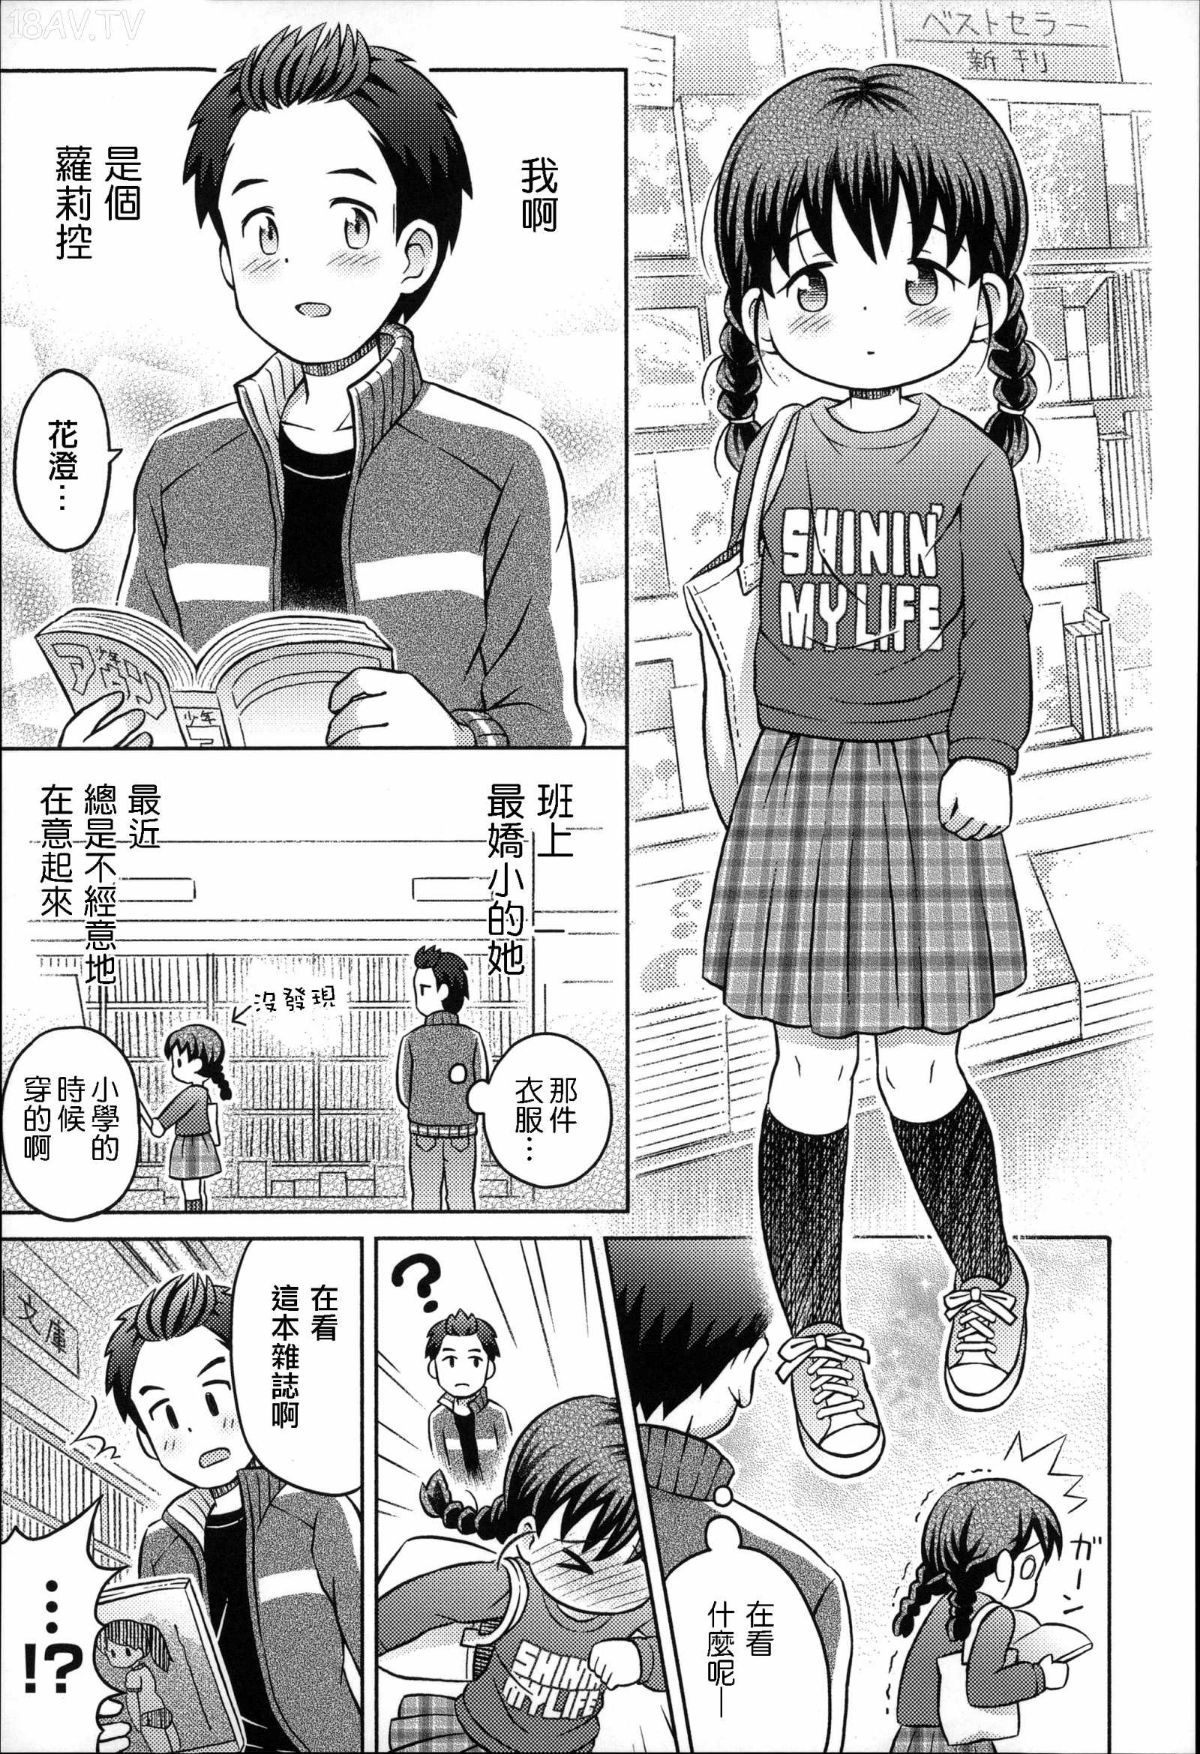 18AV.TV
ベストセラー
新刊
SHININ'
MY LIFE
我啊
是個
蘿莉控
花澄…
少年
班上
最嬌小的她
最近
總是不經意地
在意起來
沒發現
那件
衣服…
小學的
時候
穿的啊
ガーン
在看
什麼呢—
?
SHININ'
MY LIFE
在看
這本雜誌啊
文庫
…!?